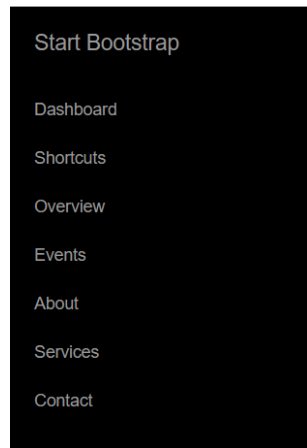 Start Bootstrap
Dashboard
Shortcuts
Overview
Events
About
Services
Contact